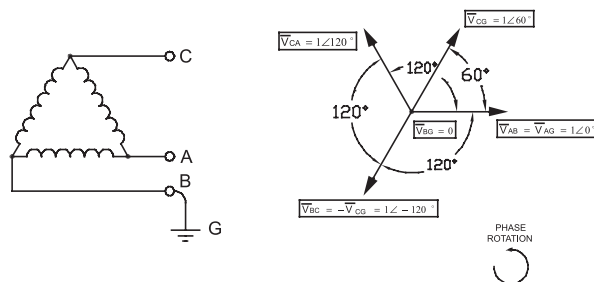 C
A
B
G
V̅CG = 1∠60°
V̅CA = 1∠120°
120°
60°
120°
V̅BG = 0
V̅AB = V̅AG = 1∠0°
120°
V̅BC = -V̅CG = 1∠-120°
PHASE
ROTATION